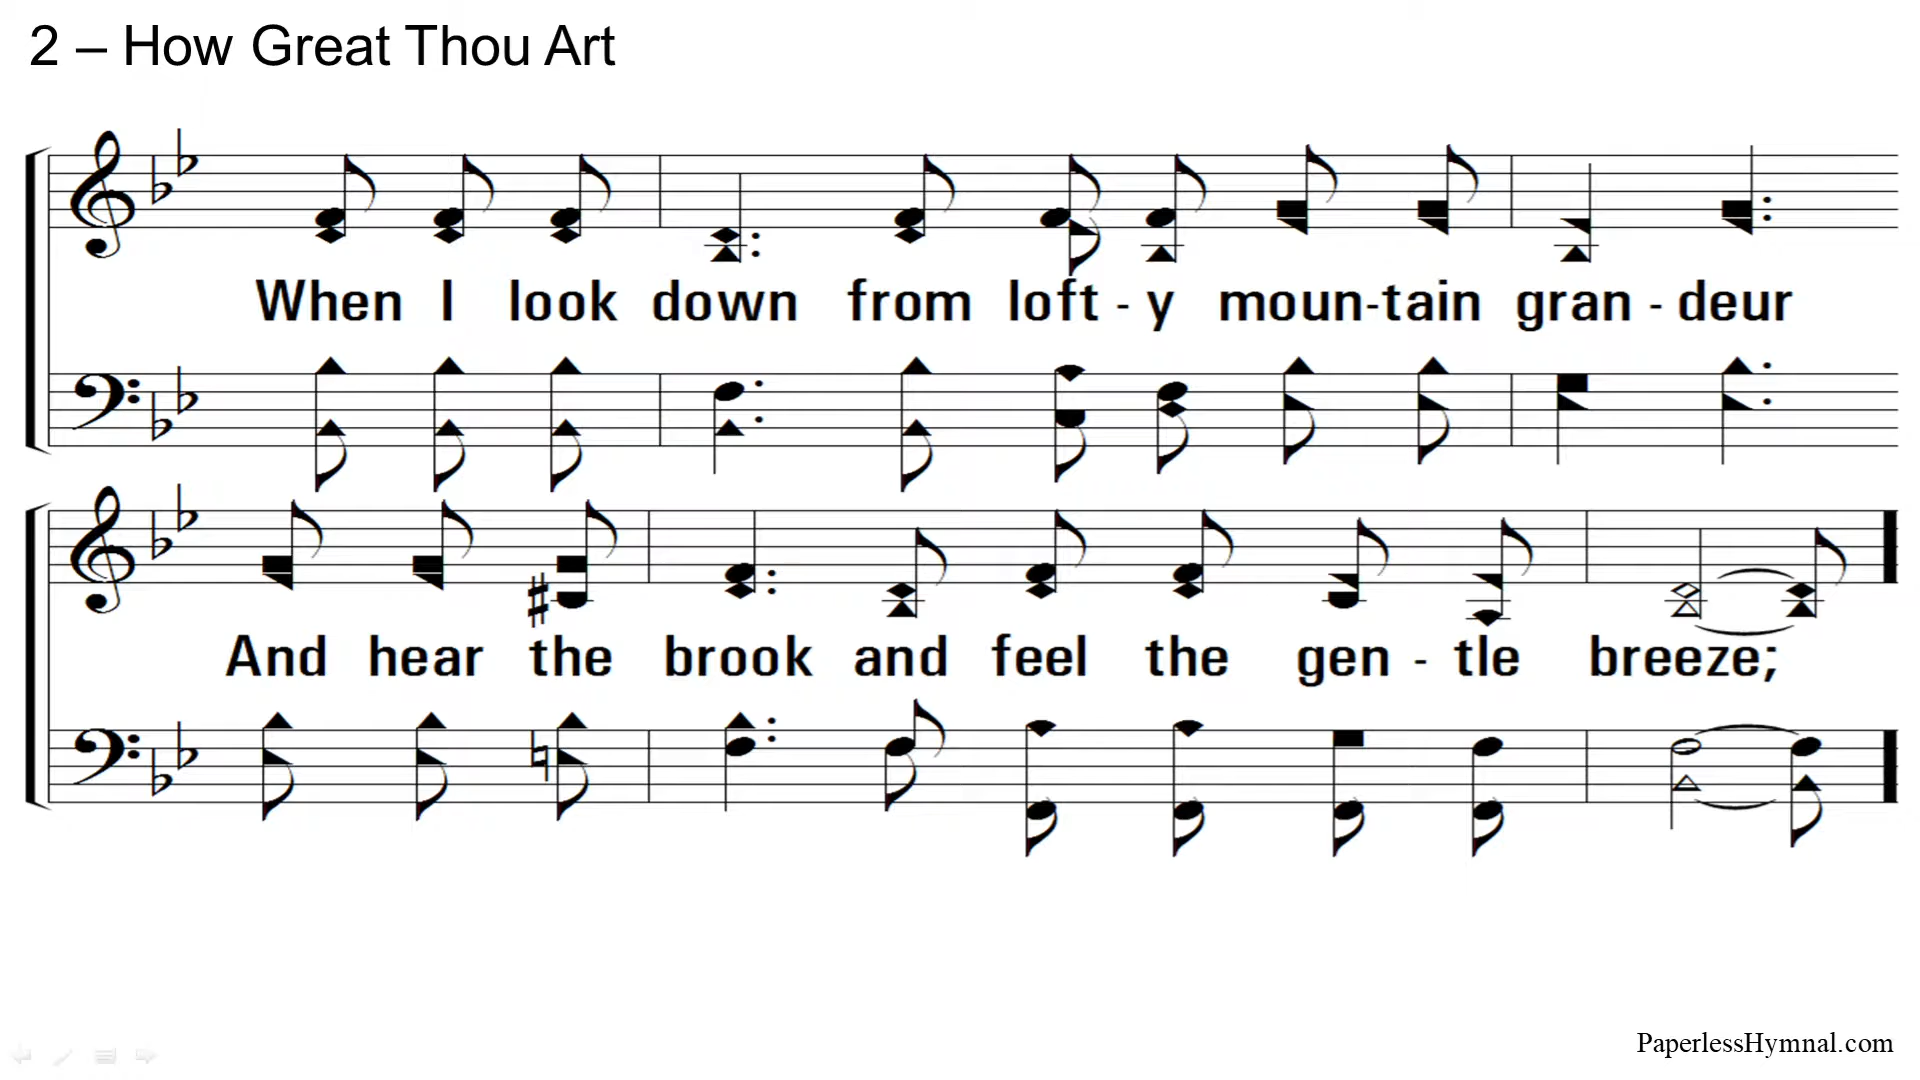 2 – How Great Thou Art
When I look down from loft - y moun-tain gran - deur
And hear the brook and feel the gen - tle breeze;
PaperlessHymnal.com